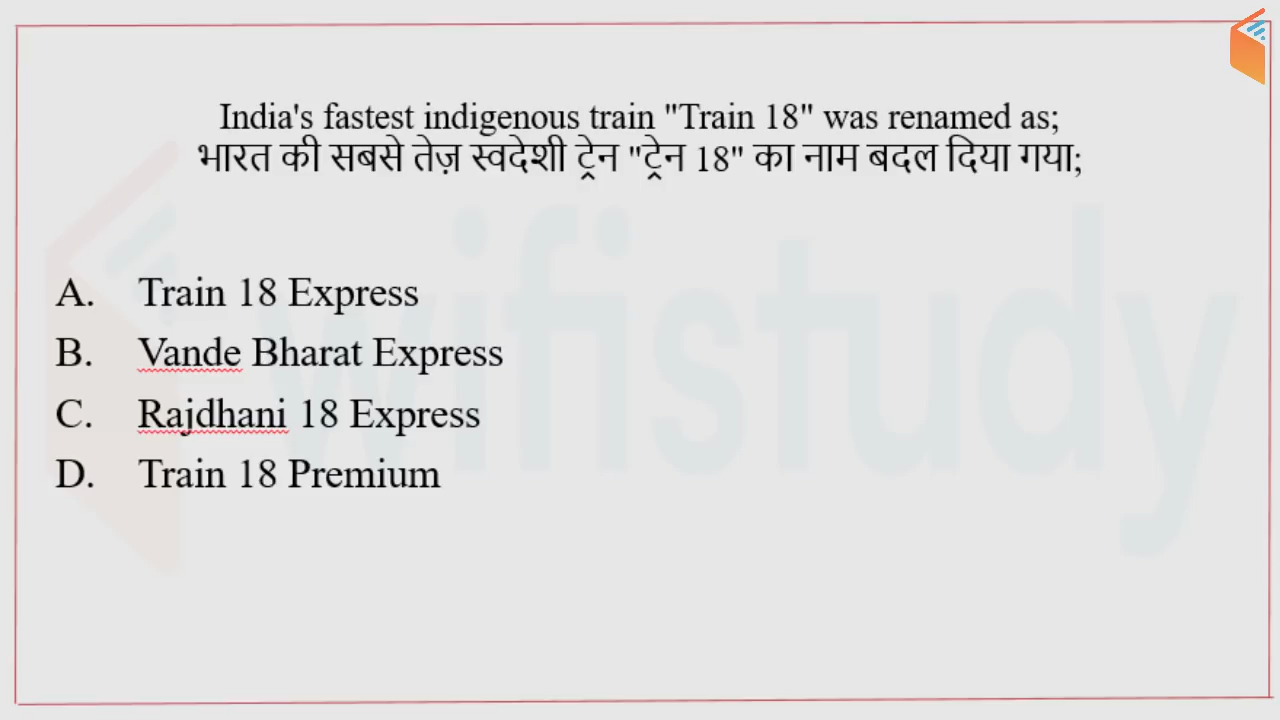 India's fastest indigenous train "Train 18" was renamed as;
भारत की सबसे तेज़ स्वदेशी ट्रेन "ट्रेन 18" का नाम बदल दिया गया;
A. Train 18 Express
B. Vande Bharat Express
C. Rajdhani 18 Express
D. Train 18 Premium
wifistudy